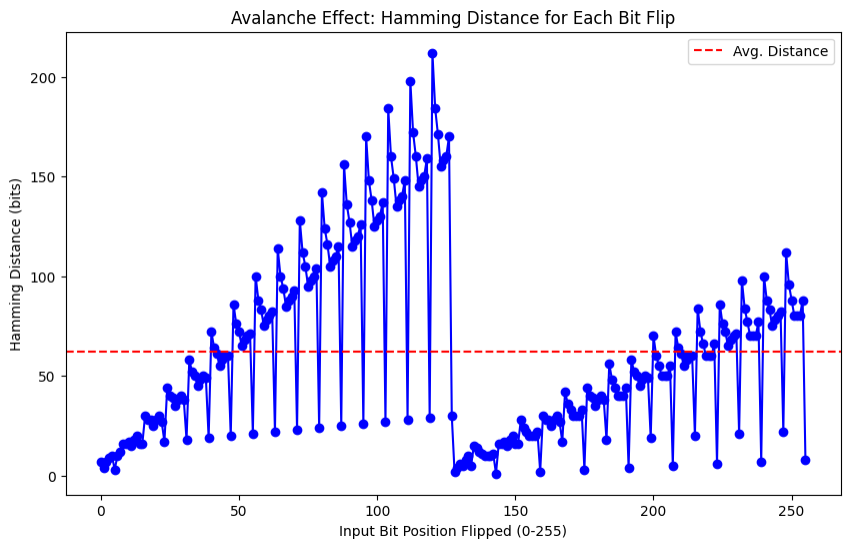 Avalanche Effect: Hamming Distance for Each Bit Flip
Avg. Distance
Hamming Distance (bits)
200
150
100
50
0
0 50 100 150 200 250
Input Bit Position Flipped (0-255)